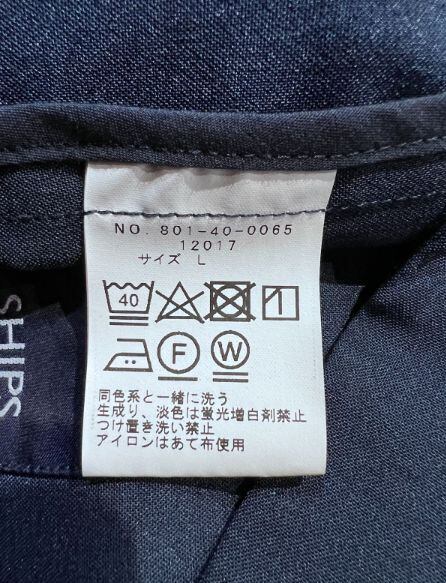 NO. 801-40-0065
12017
サイズ L
40
F W
同色系と一緒に洗う
生成り、淡色は蛍光増白剤禁止
つけ置き洗い禁止
アイロンはあて布使用
SHIPS